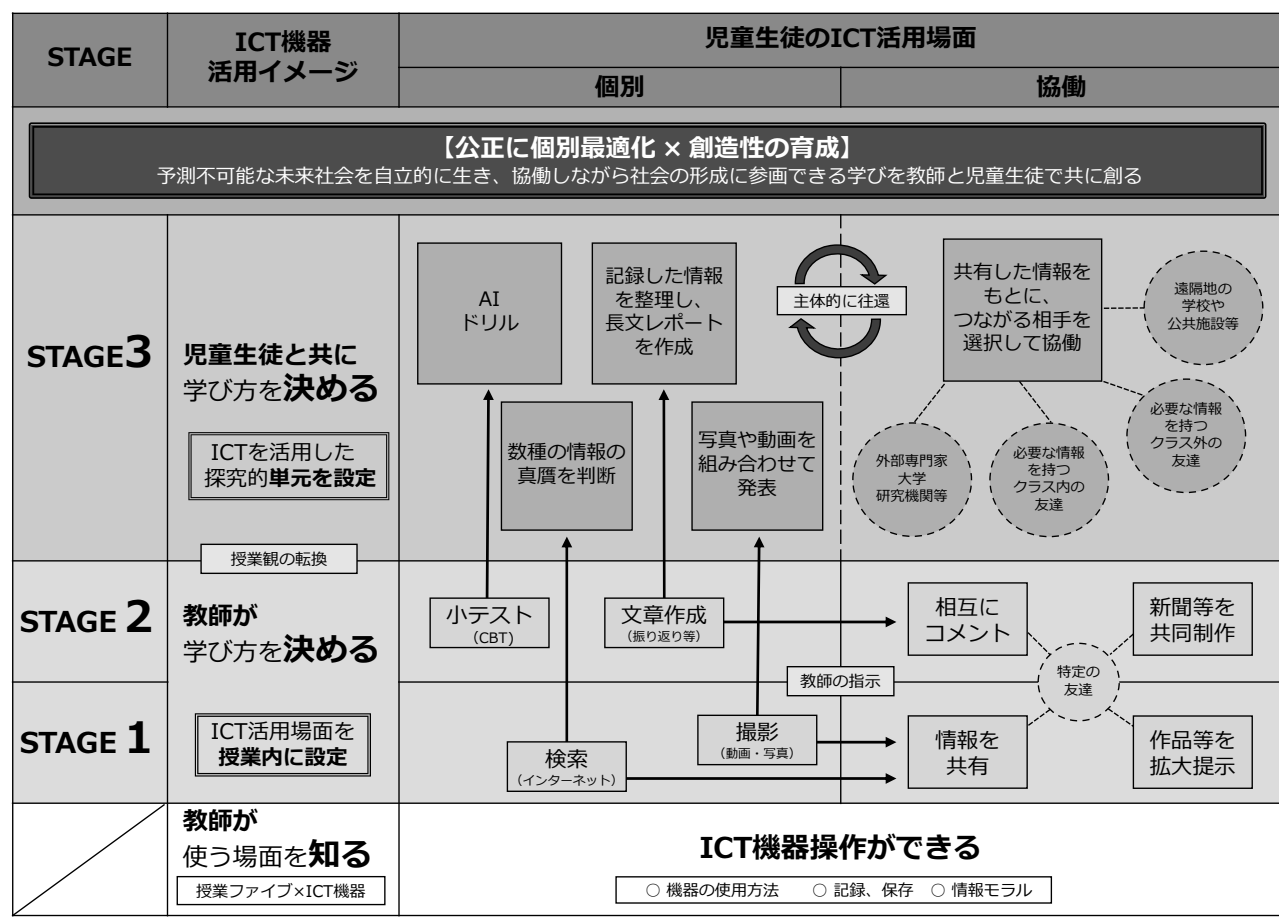 STAGE
ICT機器
活用イメージ
児童生徒のICT活用場面
個別
協働
【公正に個別最適化 × 創造性の育成】
予測不可能な未来社会を自立的に生き、協働しながら社会の形成に参画できる学びを教師と児童生徒で共に創る
STAGE3
児童生徒と共に
学び方を決める
ICTを活用した
探究的単元を設定
授業観の転換
AI
ドリル
記録した情報
を整理し、
長文レポート
を作成
数種の情報の
真贋を判断
写真や動画を
組み合わせて
発表
主体的に往還
共有した情報を
もとに、
つながる相手を
選択して協働
遠隔地の
学校や
公共施設等
必要な情報
を持つ
クラス外の
友達
外部専門家
大学
研究機関等
必要な情報
を持つ
クラス内の
友達
STAGE 2
教師が
学び方を決める
小テスト
(CBT)
文章作成
(振り返り等)
相互に
コメント
新聞等を
共同制作
教師の指示
特定の
友達
STAGE 1
ICT活用場面を
授業内に設定
検索
(インターネット)
撮影
(動画・写真)
情報を
共有
作品等を
拡大提示
教師が
使う場面を知る
授業ファイブ×ICT機器
ICT機器操作ができる
○ 機器の使用方法 ○ 記録、保存 ○ 情報モラル